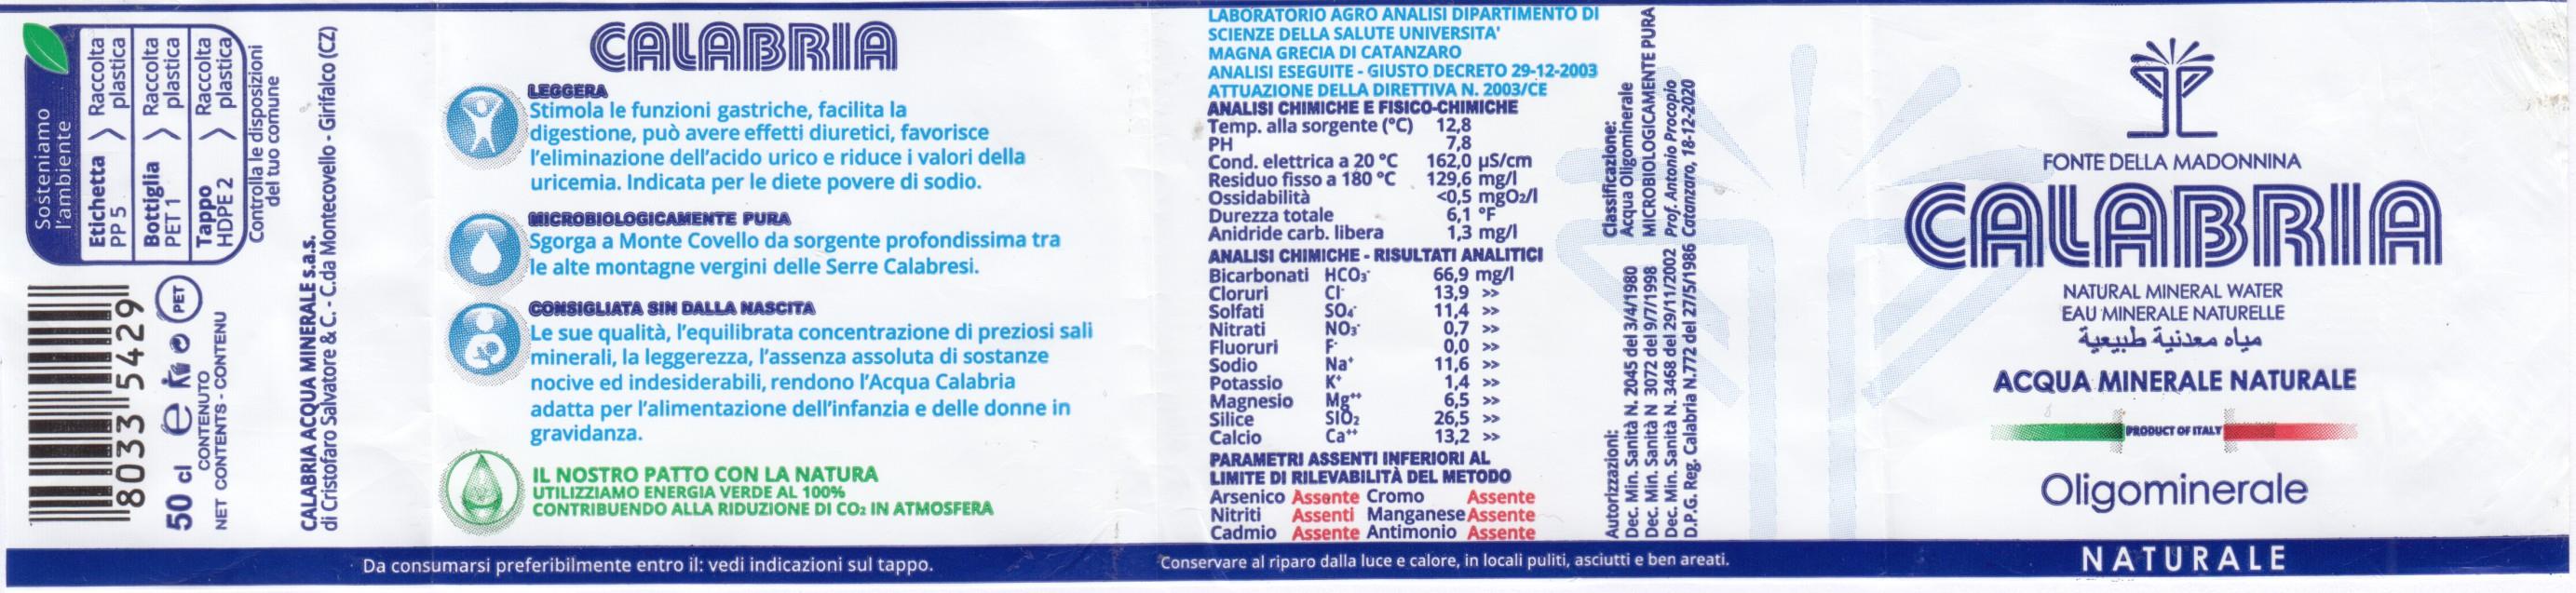 Sosteniamo
l'ambiente
Etichetta > Raccolta
PP 5 plastica
Bottiglia > Raccolta
PET 1 plastica
Tappo > Raccolta
HDPE 2 plastica
Controlla le disposizioni
del tuo comune
8033 5429
50 cl e PET
CONTENUTO
NET CONTENTS - CONTENU
CALABRIA ACQUA MINERALE s.a.s.
di Cristofaro Salvatore & C. - C.da Montecovello - Girifalco (CZ)
CALABRIA
LEGGERA
Stimola le funzioni gastriche, facilita la
digestione, può avere effetti diuretici, favorisce
l'eliminazione dell'acido urico e riduce i valori della
uricemia. Indicata per le diete povere di sodio.
MICROBIOLOGICAMENTE PURA
Sgorga a Monte Covello da sorgente profondissima tra
le alte montagne vergini delle Serre Calabresi.
CONSIGLIATA SIN DALLA NASCITA
Le sue qualità, l'equilibrata concentrazione di preziosi sali
minerali, la leggerezza, l'assenza assoluta di sostanze
nocive ed indesiderabili, rendono l'Acqua Calabria
adatta per l'alimentazione dell'infanzia e delle donne in
gravidanza.
IL NOSTRO PATTO CON LA NATURA
UTILIZZIAMO ENERGIA VERDE AL 100%
CONTRIBUENDO ALLA RIDUZIONE DI CO₂ IN ATMOSFERA
Da consumarsi preferibilmente entro il: vedi indicazioni sul tappo.
LABORATORIO AGRO ANALISI DIPARTIMENTO DI
SCIENZE DELLA SALUTE UNIVERSITA'
MAGNA GRECIA DI CATANZARO
ANALISI ESEGUITE - GIUSTO DECRETO 29-12-2003
ATTUAZIONE DELLA DIRETTIVA N. 2003/CE
ANALISI CHIMICHE E FISICO-CHIMICHE
Temp. alla sorgente (°C) 12,8
PH 7,8
Cond. elettrica a 20 °C 162,0 µS/cm
Residuo fisso a 180 °C 129,6 mg/l
Ossidabilità <0,5 mgO₂/l
Durezza totale 6,1 °F
Anidride carb. libera 1,3 mg/l
ANALISI CHIMICHE - RISULTATI ANALITICI
Bicarbonati HCO₃⁻ 66,9 mg/l
Cloruri Cl⁻ 13,9 »
Solfati SO₄⁻ 11,4 »
Nitrati NO₃⁻ 0,7 »
Fluoruri F⁻ 0,0 »
Sodio Na⁺ 11,6 »
Potassio K⁺ 1,4 »
Magnesio Mg⁺⁺ 6,5 »
Silice SIO₂ 26,5 »
Calcio Ca⁺⁺ 13,2 »
PARAMETRI ASSENTI INFERIORI AL
LIMITE DI RILEVABILITÀ DEL METODO
Arsenico Assente Cromo Assente
Nitriti Assenti Manganese Assente
Cadmio Assente Antimonio Assente
Classificazione:
Acqua Oligominerale
MICROBIOLOGICAMENTE PURA
Prof. Antonio Procopio
Catanzaro, 18-12-2020
Autorizzazioni:
Dec. Min. Sanità N. 2045 del 3/4/1980
Dec. Min. Sanità N 3072 del 9/7/1998
Dec. Min. Sanità N. 3468 del 29/11/2002
D.P.G. Reg. Calabria N.772 del 27/5/1986
Conservare al riparo dalla luce e calore, in locali puliti, asciutti e ben areati.
FONTE DELLA MADONNINA
CALABRIA
NATURAL MINERAL WATER
EAU MINERALE NATURELLE
مياه معدنية طبيعية
ACQUA MINERALE NATURALE
PRODUCT OF ITALY
Oligominerale
NATURALE